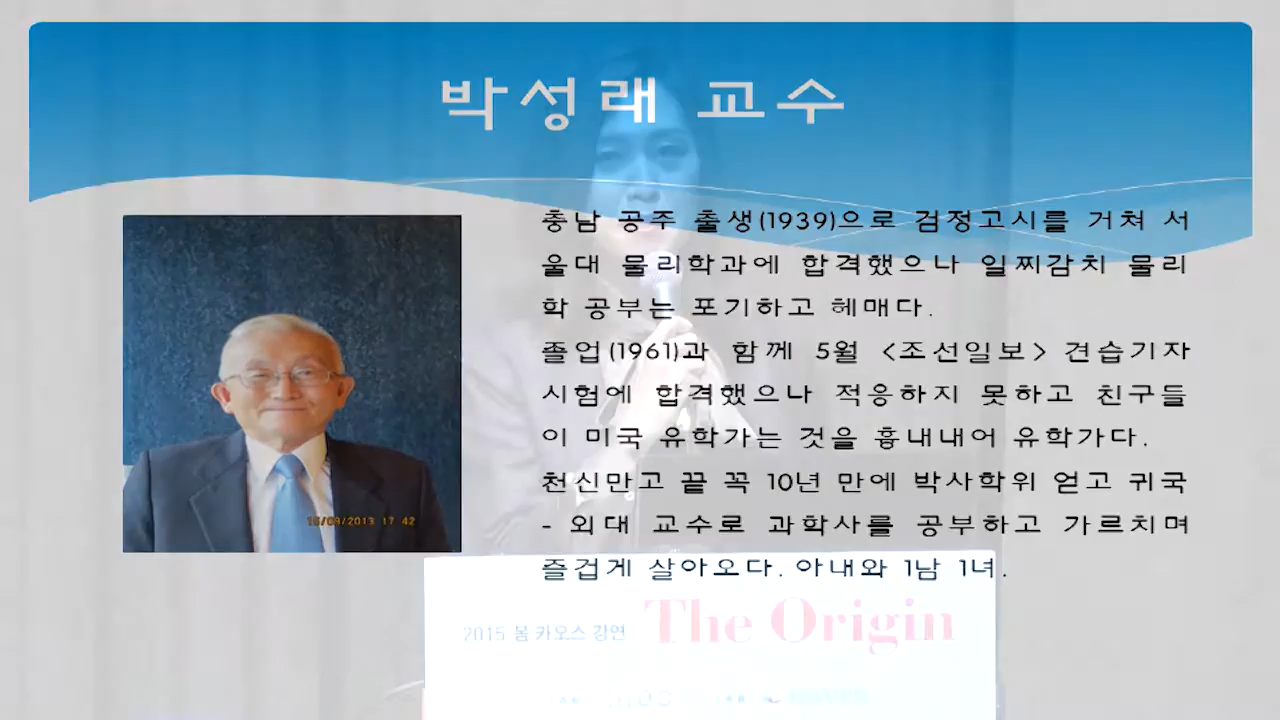 박성래 교수
충남 공주 출생(1939)으로 검정고시를 거쳐 서
울대 물리학과에 합격했으나 일찌감치 물리
학 공부는 포기하고 헤매다.
졸업(1961)과 함께 5월 <조선일보> 견습기자
시험에 합격했으나 적응하지 못하고 친구들
이 미국 유학가는 것을 흉내내어 유학가다.
천신만고 끝 꼭 10년 만에 박사학위 얻고 귀국
- 외대 교수로 과학사를 공부하고 가르치며
즐겁게 살아오다. 아내와 1남 1녀.
15/09/2013 17 42
2015 봄 카오스 강연 The Origin